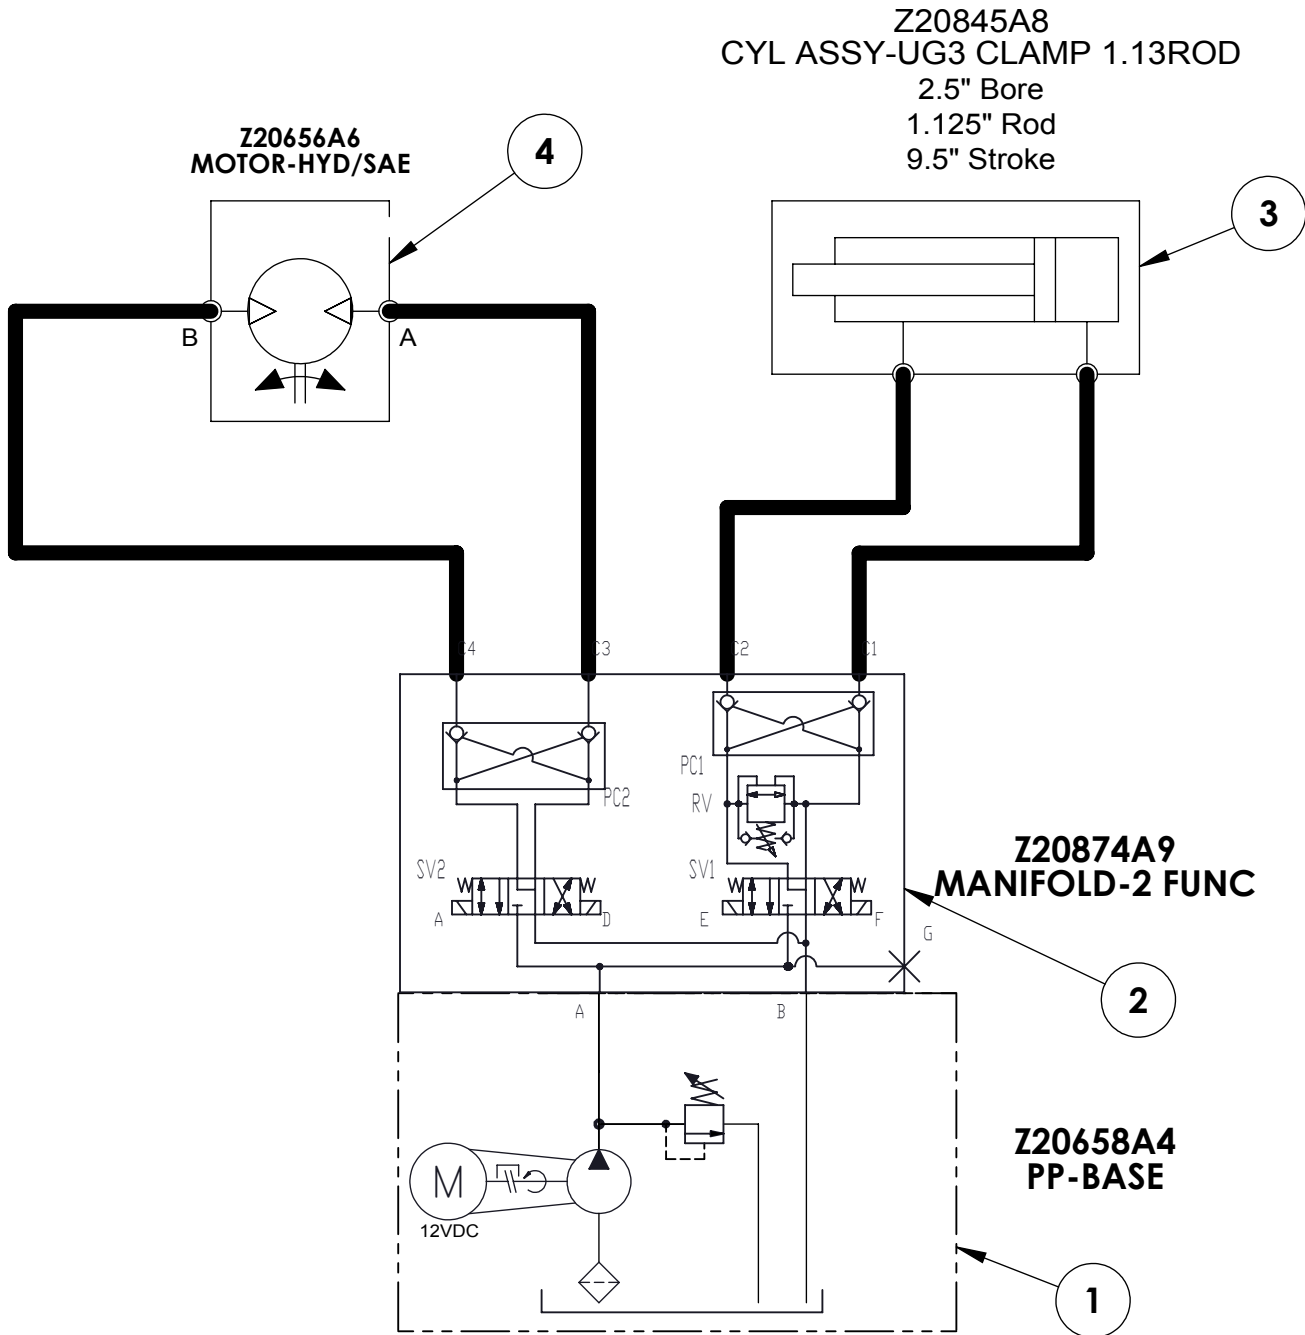 Z20845A8
CYL ASSY-UG3 CLAMP 1.13ROD
2.5" Bore
1.125" Rod
9.5" Stroke
Z20656A6
MOTOR-HYD/SAE
4
3
B
A
C4
C3
C2
C1
PC1
PC2
RV
SV2
SV1
A
D
E
F
G
Z20874A9
MANIFOLD-2 FUNC
2
A
B
Z20658A4
PP-BASE
M
12VDC
1